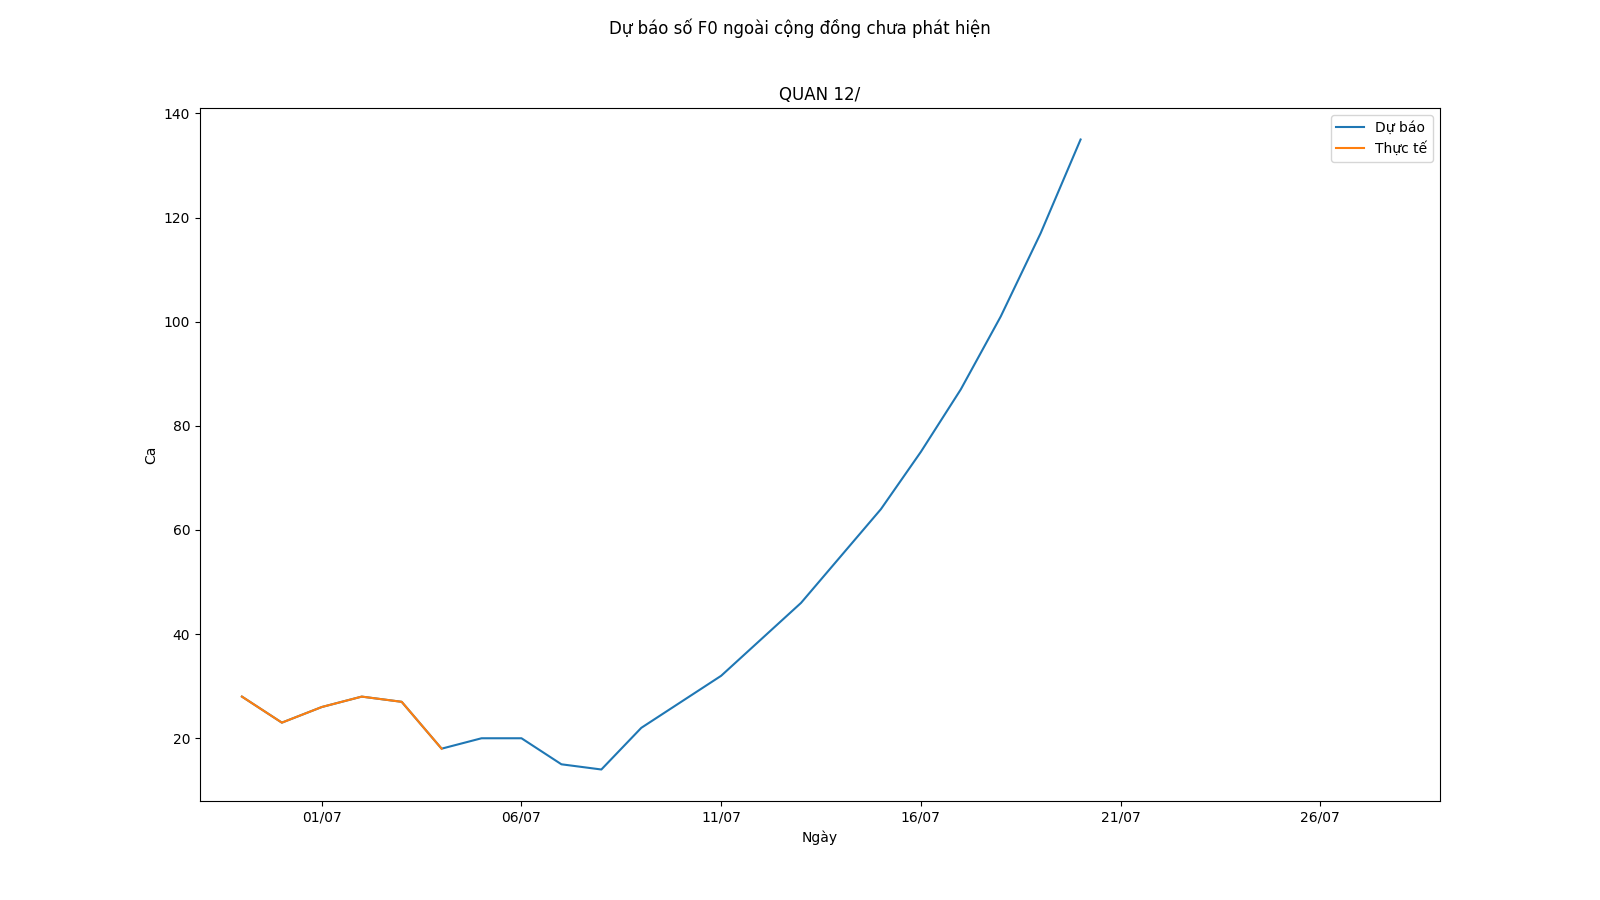 Dự báo số F0 ngoài cộng đồng chưa phát hiện
QUAN 12/
140
120
100
80
60
40
20
Ca
Dự báo
Thực tế
01/07 06/07 11/07 16/07 21/07 26/07
Ngày